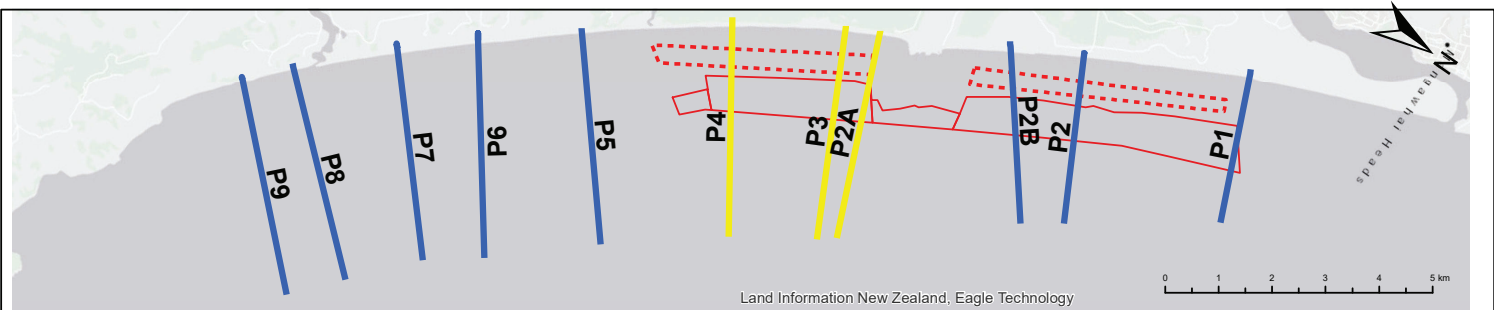 P9
P8
P7
P6
P5
P4
P3
P2A
P2B
P2
P1
N
ngawhai Heads
0 1 2 3 4 5 km
Land Information New Zealand, Eagle Technology